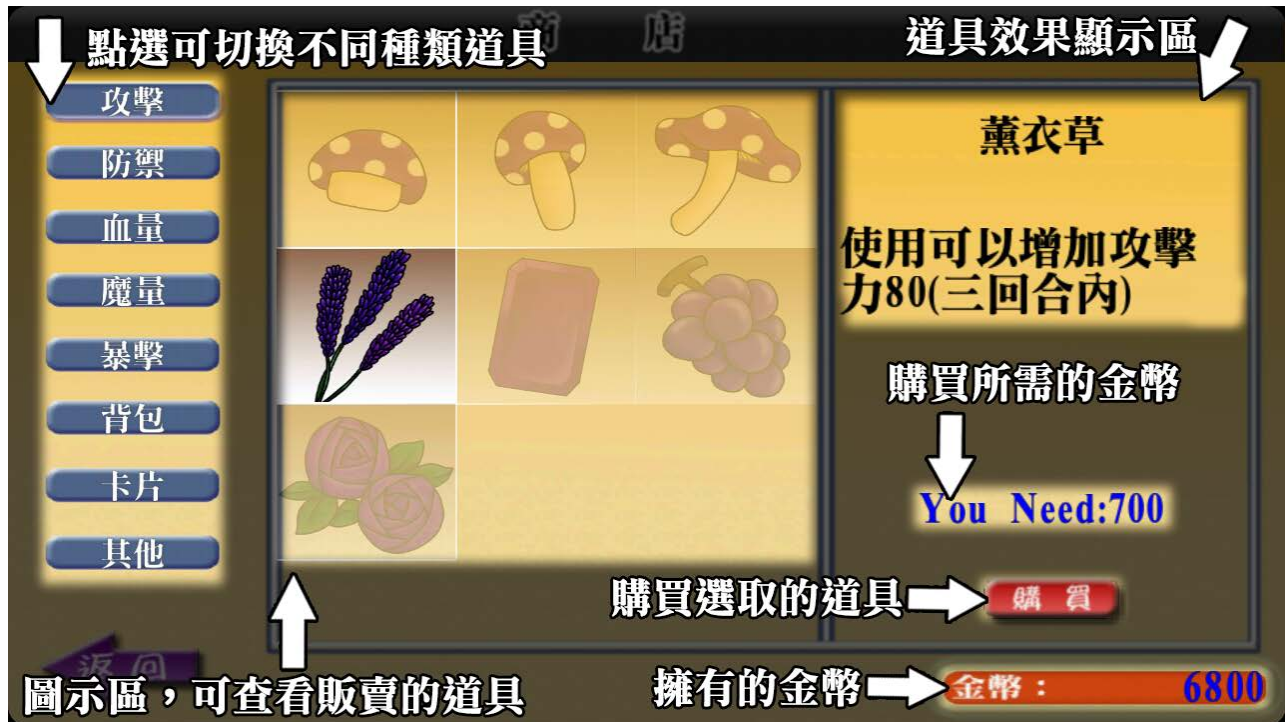 商 店
點選可切換不同種類道具
道具效果顯示區
攻擊
防禦
血量
魔量
暴擊
背包
卡片
其他
薰衣草
使用可以增加攻擊
力80(三回合內)
購買所需的金幣
You Need:700
購買選取的道具
購 買
返 回
圖示區，可查看販賣的道具
擁有的金幣
金幣： 6800